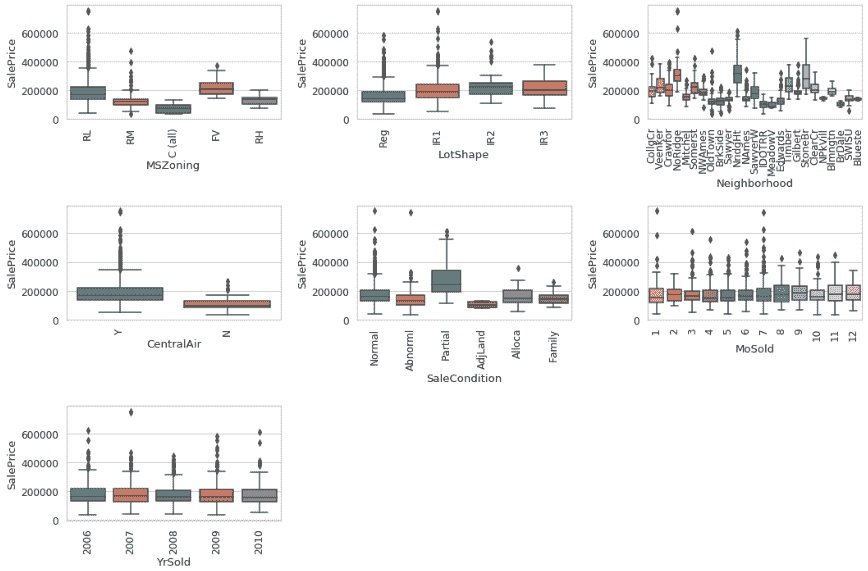 SalePrice
600000
400000
200000
0
RL
RM
C (all)
FV
RH
MSZoning
SalePrice
600000
400000
200000
0
Reg
IR1
IR2
IR3
LotShape
SalePrice
600000
400000
200000
0
CollgCr
Veenker
Crawfor
NoRidge
Mitchel
Somerst
NWAmes
OldTown
BrkSide
Sawyer
NridgHt
NAmes
SawyerW
IDOTRR
MeadowV
Edwards
Timber
Gilbert
StoneBr
ClearCr
NPkVill
Blmngtn
BrDale
SWISU
Blueste
Neighborhood
SalePrice
600000
400000
200000
0
Y
N
CentralAir
SalePrice
600000
400000
200000
0
Normal
Abnorml
Partial
AdjLand
Alloca
Family
SaleCondition
SalePrice
600000
400000
200000
0
1
2
3
4
5
6
7
8
9
10
11
12
MoSold
SalePrice
600000
400000
200000
0
2006
2007
2008
2009
2010
YrSold